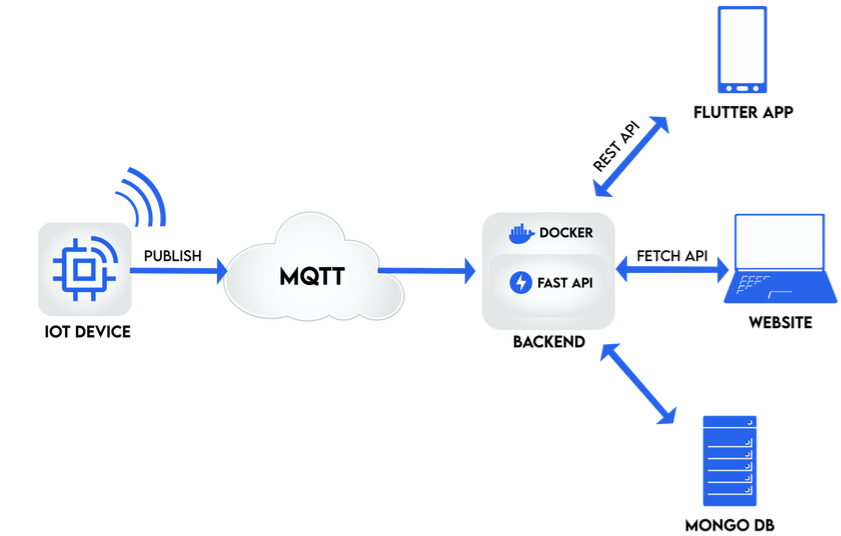 FLUTTER APP
REST API
PUBLISH
MQTT
IOT DEVICE
DOCKER
FAST API
BACKEND
FETCH API
WEBSITE
MONGO DB